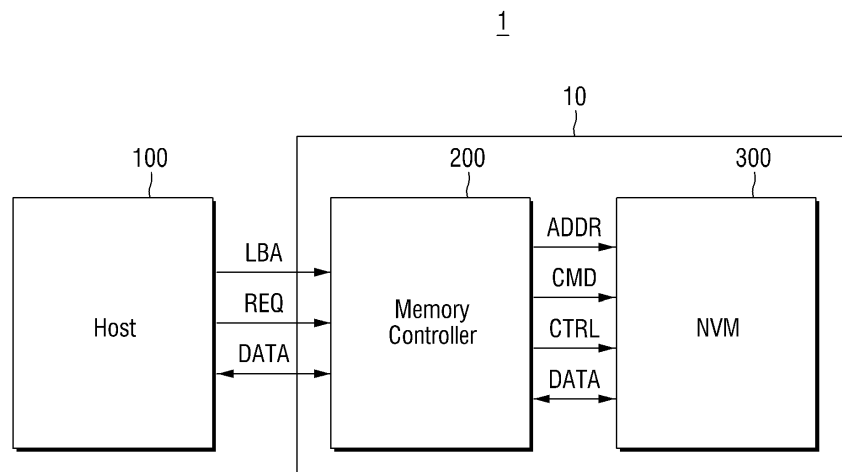 1
10
100
200
300
LBA
REQ
DATA
ADDR
CMD
CTRL
DATA
Host
Memory
Controller
NVM